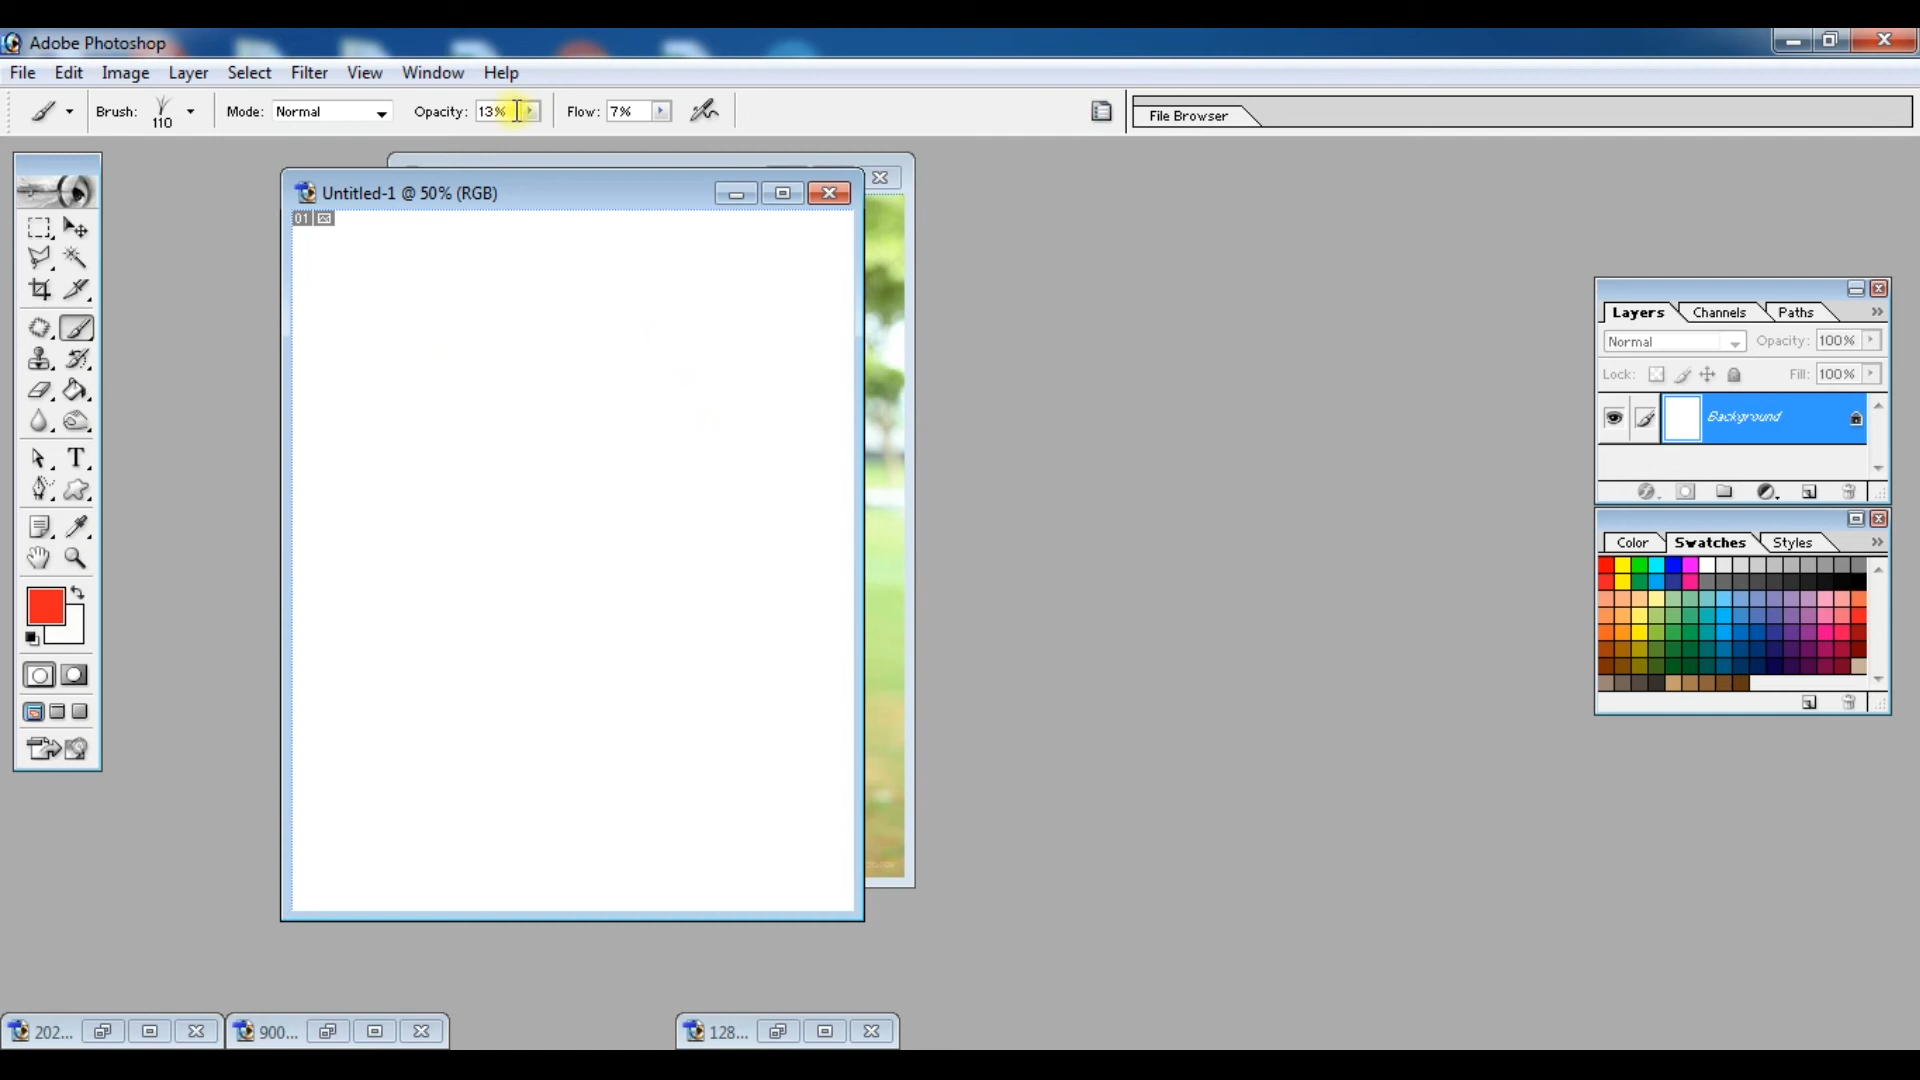 Adobe Photoshop
File Edit Image Layer Select Filter View Window Help
Brush: 110 Mode: Normal Opacity: 13% Flow: 7% File Browser
Untitled-1 @ 50% (RGB)
01
Layers Channels Paths
Normal Opacity: 100%
Lock: Fill: 100%
Background
T
Color Swatches Styles
202... 900... 128...